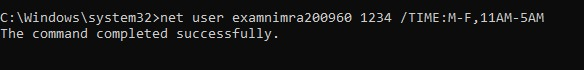 C:\Windows\system32>net user examnimra200960 1234 /TIME:M-F,11AM-5AM
The command completed successfully.